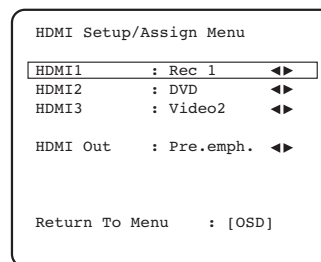 HDMI Setup/Assign Menu
HDMI1 : Rec 1 ◄►
HDMI2 : DVD ◄►
HDMI3 : Video2 ◄►
HDMI Out : Pre.emph. ◄►
Return To Menu : [OSD]